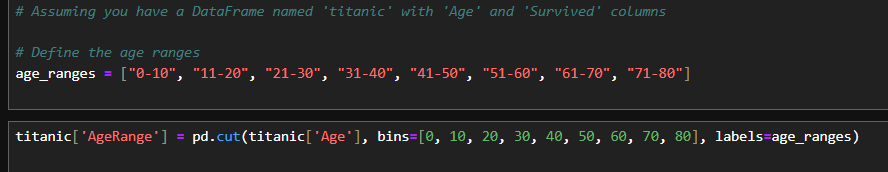 # Assuming you have a DataFrame named 'titanic' with 'Age' and 'Survived' columns
# Define the age ranges
age_ranges = ["0-10", "11-20", "21-30", "31-40", "41-50", "51-60", "61-70", "71-80"]
titanic['AgeRange'] = pd.cut(titanic['Age'], bins=[0, 10, 20, 30, 40, 50, 60, 70, 80], labels=age_ranges)